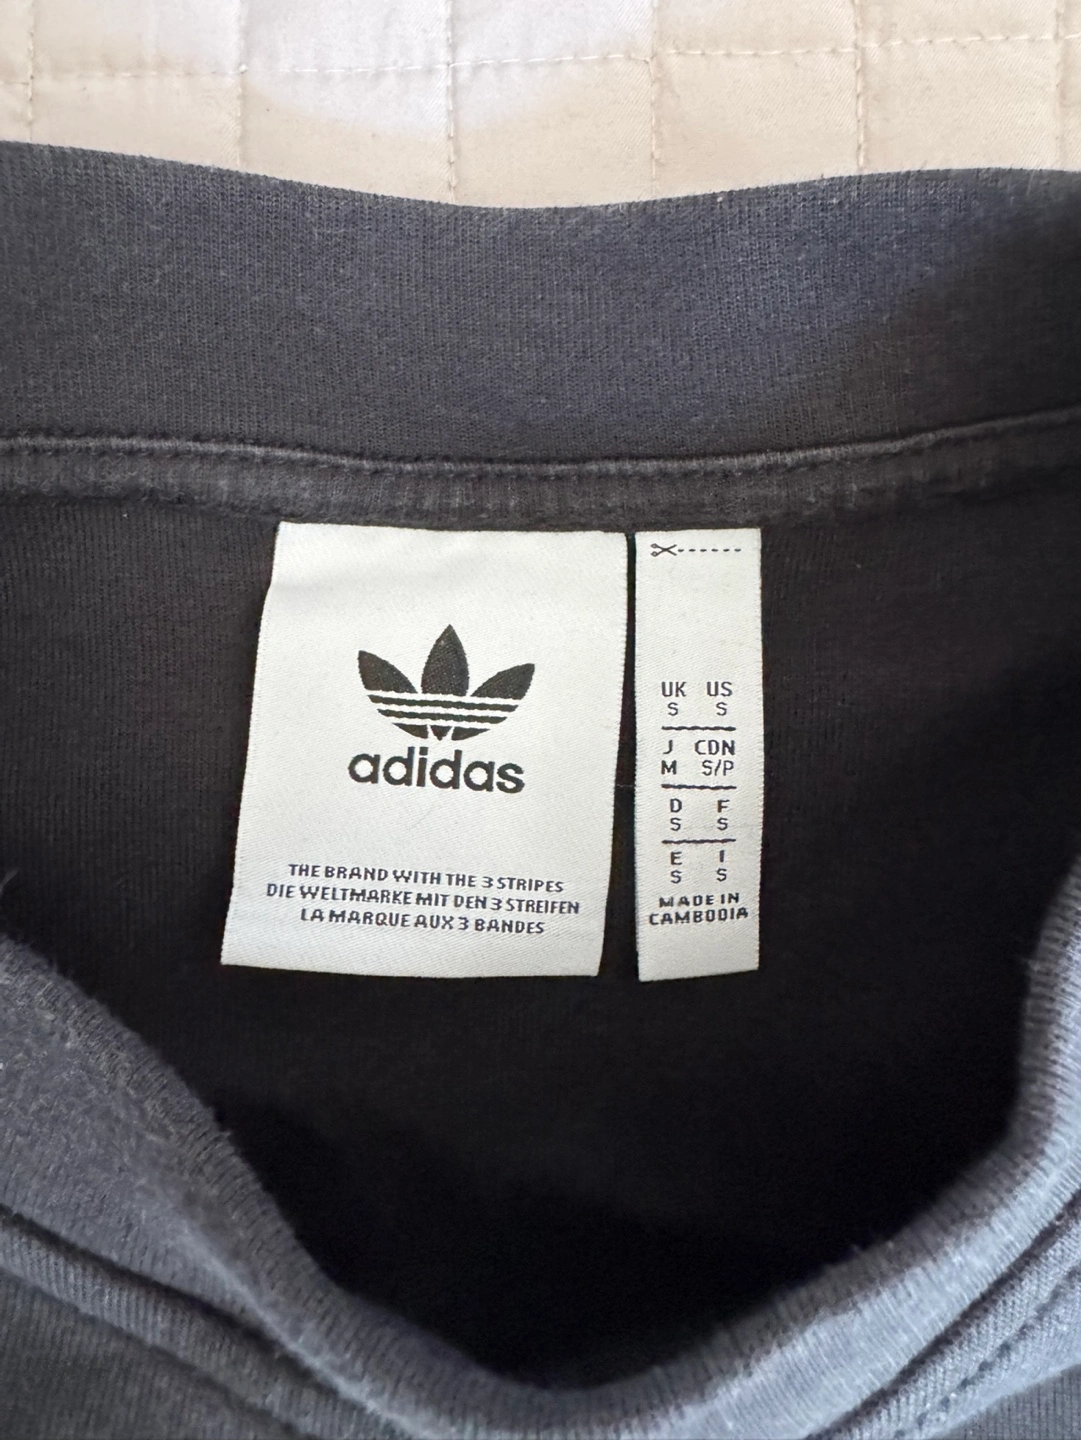 adidas
THE BRAND WITH THE 3 STRIPES
DIE WELTMARKE MIT DEN 3 STREIFEN
LA MARQUE AUX 3 BANDES
UK US
S S
J CDN
M S/P
D F
S S
E I
S S
MADE IN
CAMBODIA